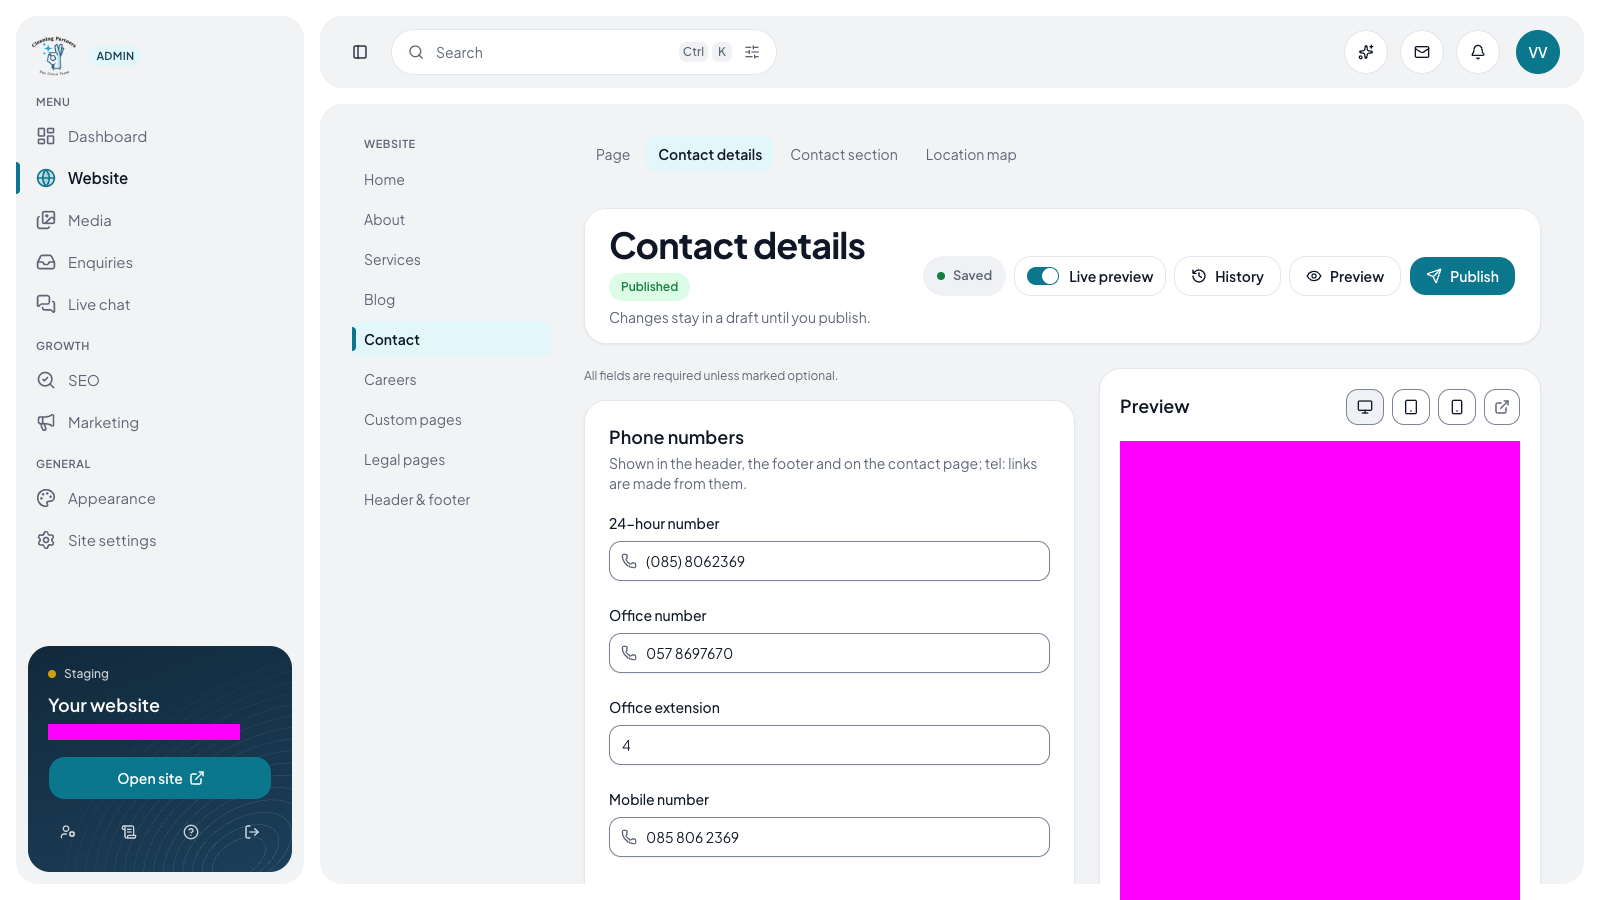 Cleaning Partners
ADMIN
MENU
Dashboard
Website
Media
Enquiries
Live chat
GROWTH
SEO
Marketing
GENERAL
Appearance
Site settings
Staging
Your website
Open site
Search
Ctrl K
VV
WEBSITE
Home
About
Services
Blog
Contact
Careers
Custom pages
Legal pages
Header & footer
Page Contact details Contact section Location map
Contact details
Published
Changes stay in a draft until you publish.
Saved
Live preview
History
Preview
Publish
All fields are required unless marked optional.
Phone numbers
Shown in the header, the footer and on the contact page; tel: links
are made from them.
24-hour number
(085) 8062369
Office number
057 8697670
Office extension
4
Mobile number
085 806 2369
Preview